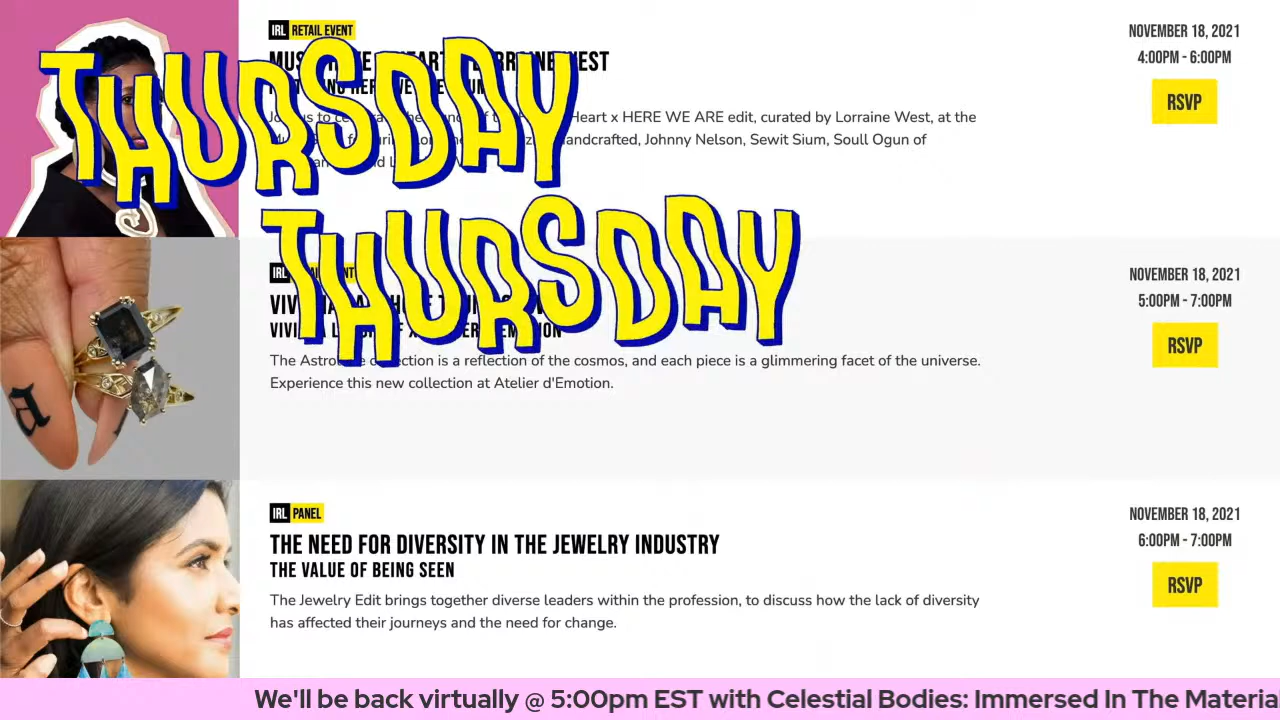 IRL RETAIL EVENT
NOVEMBER 18, 2021
4:00PM - 6:00PM
RSVP
THURSDAY
Heart x HERE WE ARE edit, curated by Lorraine West, at the
Johnny Nelson, Sewit Sium, Soull Ogun of
THURSDAY
IRL
NOVEMBER 18, 2021
5:00PM - 7:00PM
RSVP
The collection is a reflection of the cosmos, and each piece is a glimmering facet of the universe.
Experience this new collection at Atelier d'Emotion.
a
IRL PANEL
THE NEED FOR DIVERSITY IN THE JEWELRY INDUSTRY
THE VALUE OF BEING SEEN
The Jewelry Edit brings together diverse leaders within the profession, to discuss how the lack of diversity
has affected their journeys and the need for change.
NOVEMBER 18, 2021
6:00PM - 7:00PM
RSVP
We'll be back virtually @ 5:00pm EST with Celestial Bodies: Immersed In The Materia